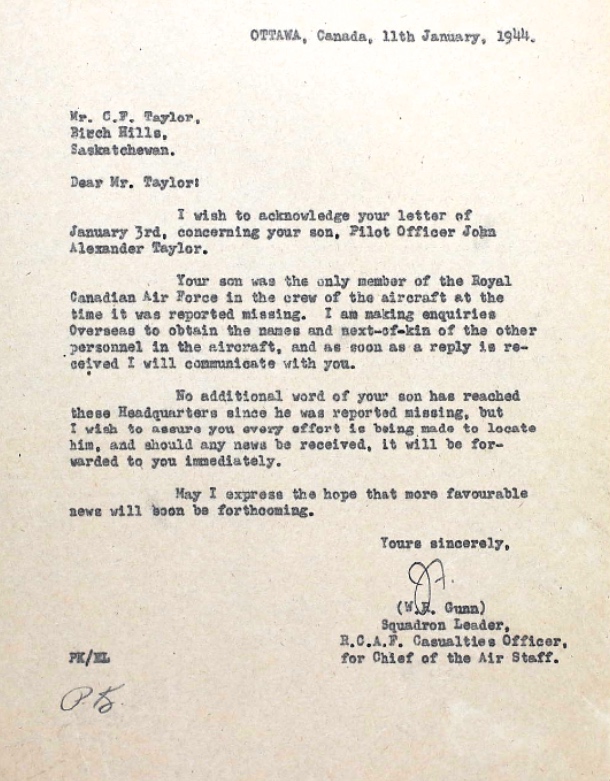 OTTAWA, Canada, 11th January, 1944.
Mr. C.F. Taylor,
Birch Hills,
Saskatchewan.
Dear Mr. Taylor:
I wish to acknowledge your letter of
January 3rd, concerning your son, Pilot Officer John
Alexander Taylor.
Your son was the only member of the Royal
Canadian Air Force in the crew of the aircraft at the
time it was reported missing. I am making enquiries
Overseas to obtain the names and next-of-kin of the other
personnel in the aircraft, and as soon as a reply is re-
ceived I will communicate with you.
No additional word of your son has reached
these Headquarters since he was reported missing, but
I wish to assure you every effort is being made to locate
him, and should any news be received, it will be for-
warded to you immediately.
May I express the hope that more favourable
news will soon be forthcoming.
Yours sincerely,
(W.R. Gunn)
Squadron Leader,
R.C.A.F. Casualties Officer,
for Chief of the Air Staff.
PK/EL
P.K.